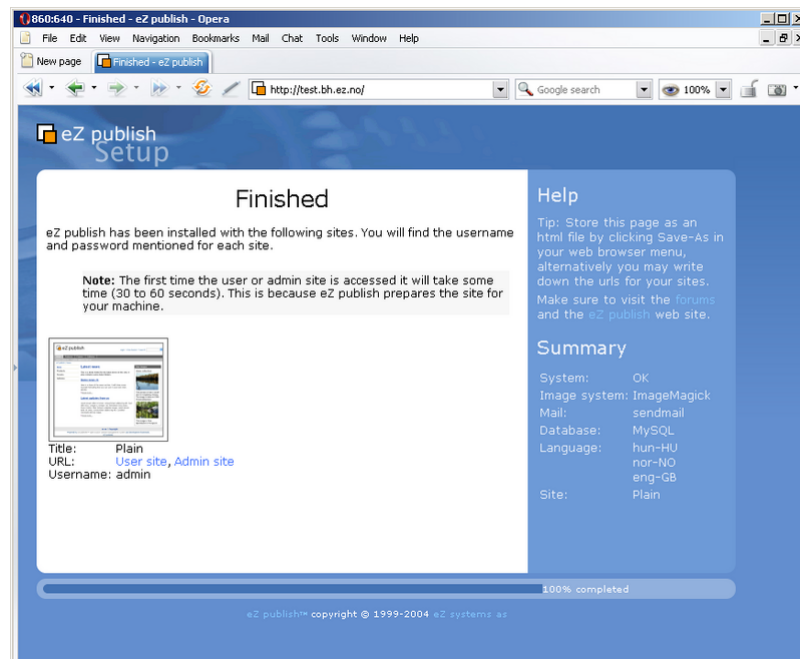 860:640 - Finished - eZ publish - Opera
File Edit View Navigation Bookmarks Mail Chat Tools Window Help
New page Finished - eZ publish
http://test.bh.ez.no/ Google search 100%
eZ publish
Setup
Finished
eZ publish has been installed with the following sites. You will find the username
and password mentioned for each site.
Note: The first time the user or admin site is accessed it will take some
time (30 to 60 seconds). This is because eZ publish prepares the site for
your machine.
eZ publish
Title: Plain
URL: User site, Admin site
Username: admin
Help
Tip: Store this page as an
html file by clicking Save-As in
your web browser menu,
alternatively you may write
down the urls for your sites.
Make sure to visit the forums
and the eZ publish web site.
Summary
System: OK
Image system: ImageMagick
Mail: sendmail
Database: MySQL
Language: hun-HU
nor-NO
eng-GB
Site: Plain
100% completed
eZ publish™ copyright © 1999-2004 eZ systems as